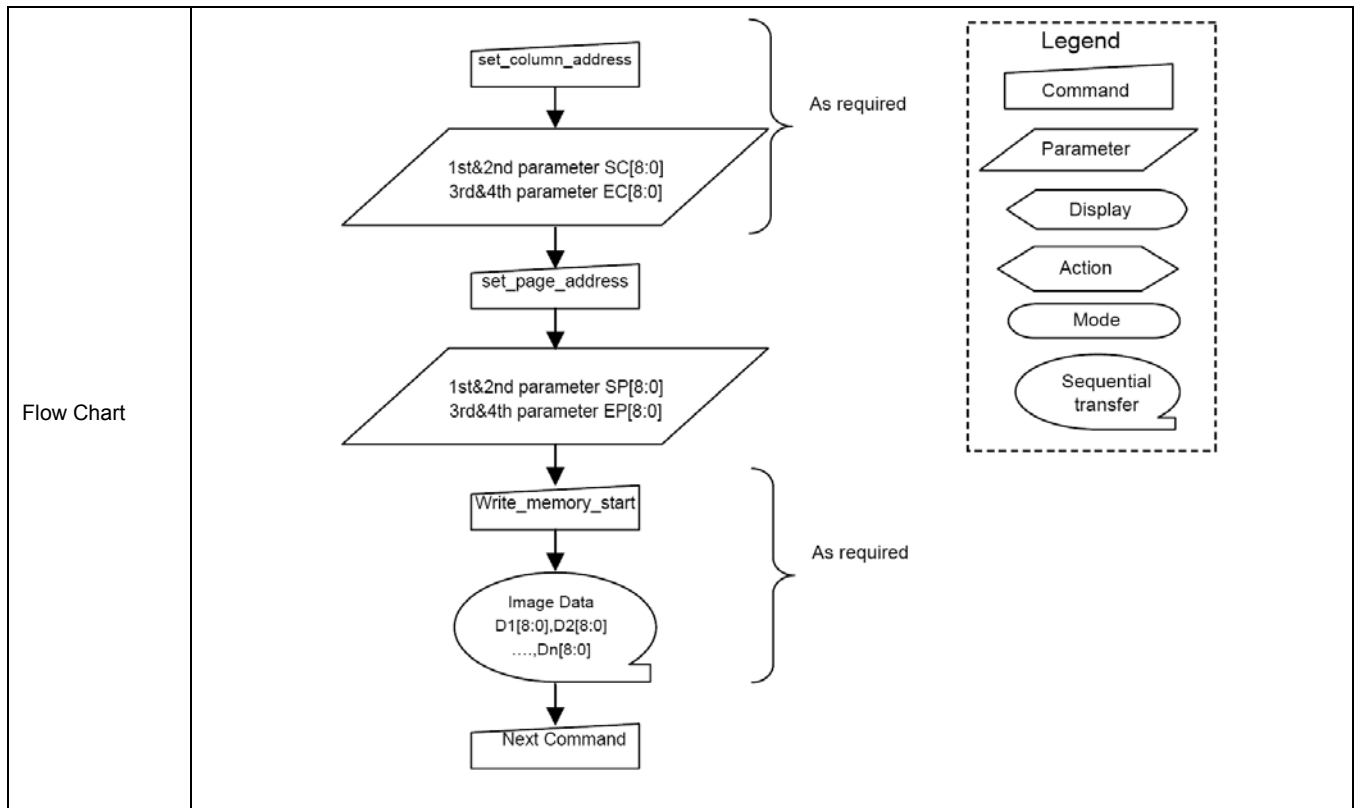 Flow Chart
set_column_address
1st&2nd parameter SC[8:0]
3rd&4th parameter EC[8:0]
As required
set_page_address
1st&2nd parameter SP[8:0]
3rd&4th parameter EP[8:0]
Write_memory_start
Image Data
D1[8:0],D2[8:0]
....,Dn[8:0]
As required
Next Command
Legend
Command
Parameter
Display
Action
Mode
Sequential
transfer